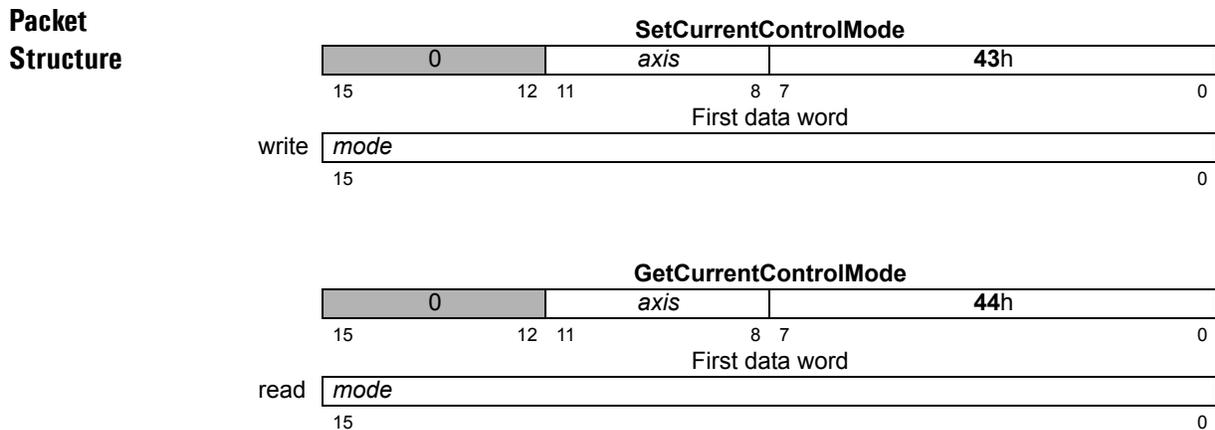 Packet
Structure
SetCurrentControlMode
0 axis 43h
15 12 11 8 7 0
First data word
write mode
15 0
GetCurrentControlMode
0 axis 44h
15 12 11 8 7 0
First data word
read mode
15 0